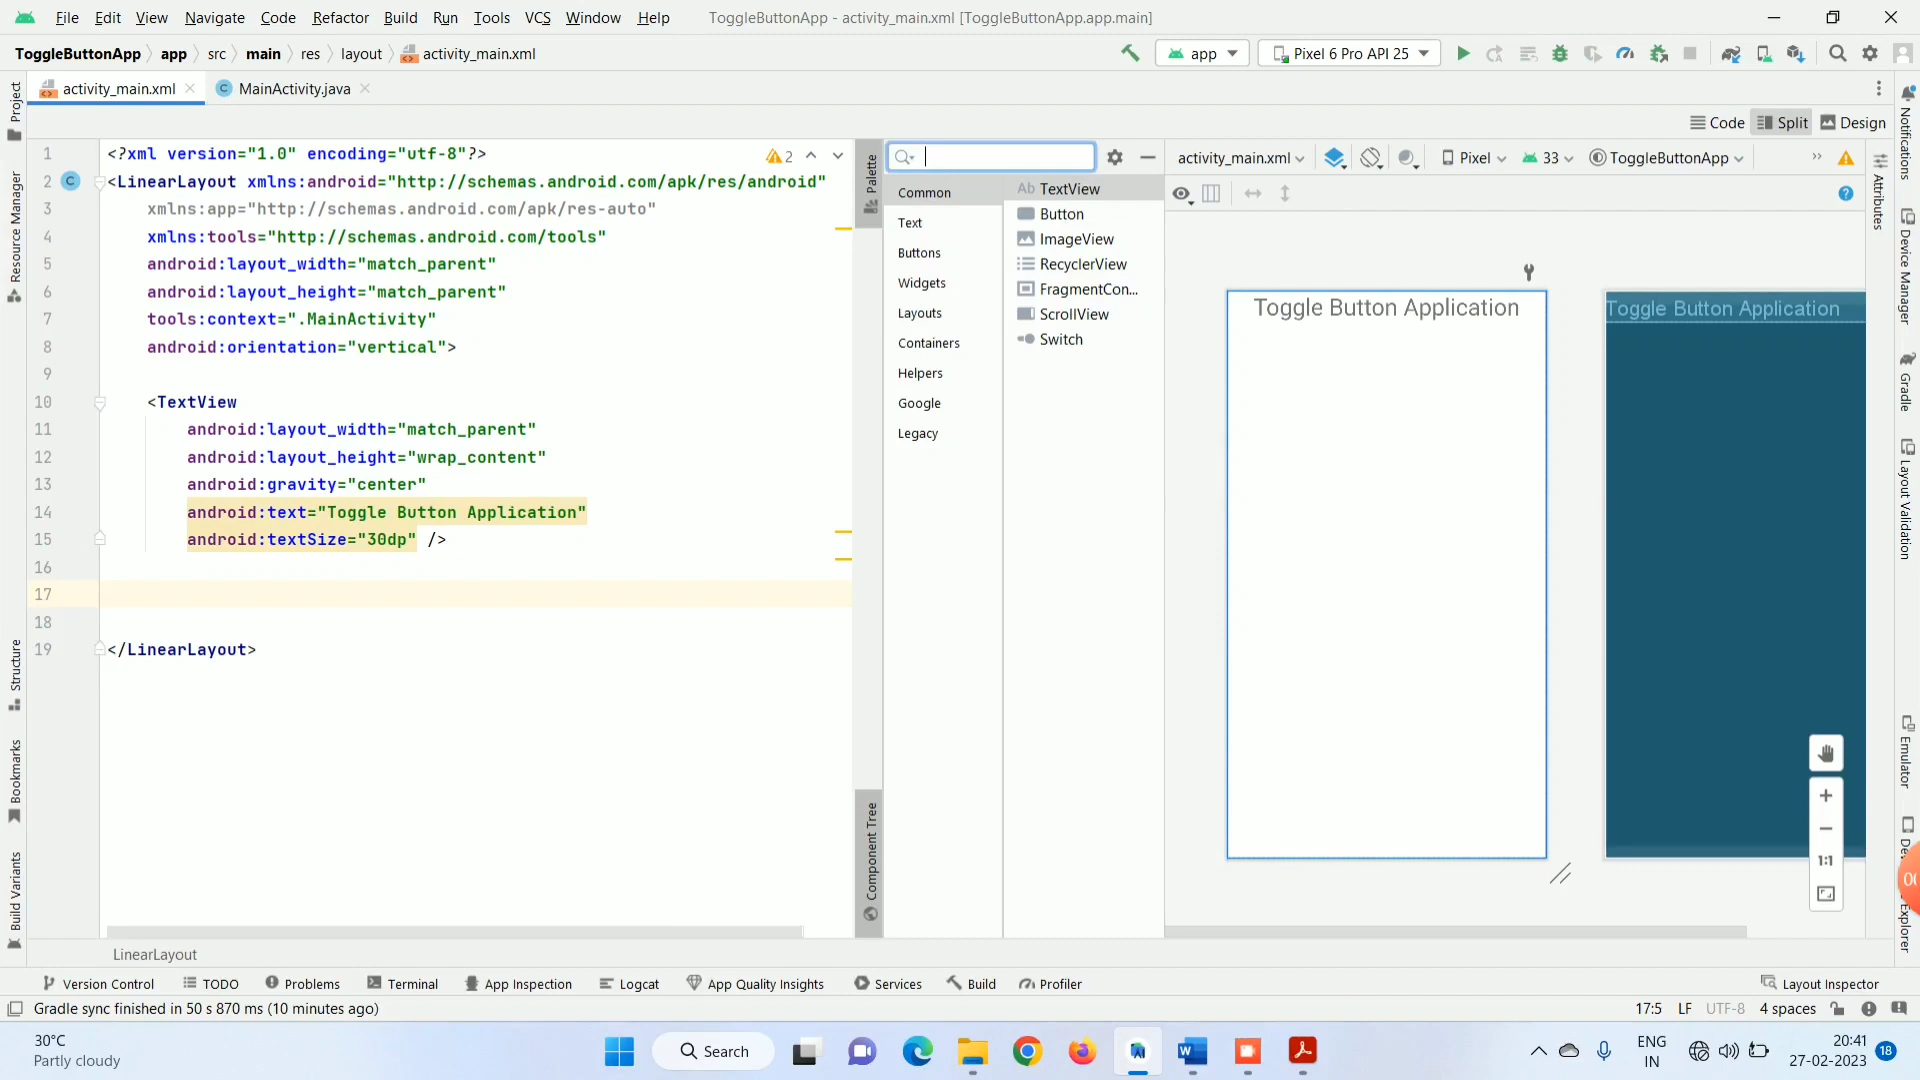 File Edit View Navigate Code Refactor Build Run Tools VCS Window Help ToggleButtonApp - activity_main.xml [ToggleButtonApp.app.main]
ToggleButtonApp app src main res layout activity_main.xml app Pixel 6 Pro API 25
activity_main.xml MainActivity.java
Code Split Design
1 <?xml version="1.0" encoding="utf-8"?> 2
2 <LinearLayout xmlns:android="http://schemas.android.com/apk/res/android"
3 xmlns:app="http://schemas.android.com/apk/res-auto"
4 xmlns:tools="http://schemas.android.com/tools"
5 android:layout_width="match_parent"
6 android:layout_height="match_parent"
7 tools:context=".MainActivity"
8 android:orientation="vertical">
9
10 <TextView
11 android:layout_width="match_parent"
12 android:layout_height="wrap_content"
13 android:gravity="center"
14 android:text="Toggle Button Application"
15 android:textSize="30dp" />
16
17
18
19 </LinearLayout>
LinearLayout
Project
Resource Manager
Structure
Bookmarks
Build Variants
Palette
Component Tree
Common
Text
Buttons
Widgets
Layouts
Containers
Helpers
Google
Legacy
Ab TextView
Button
ImageView
RecyclerView
FragmentCon...
ScrollView
Switch
activity_main.xml Pixel 33 ToggleButtonApp
Toggle Button Application
Toggle Button Application
1:1
Attributes
Notifications
Device Manager
Gradle
Layout Validation
Emulator
Explorer
Version Control TODO Problems Terminal App Inspection Logcat App Quality Insights Services Build Profiler Layout Inspector
Gradle sync finished in 50 s 870 ms (10 minutes ago) 17:5 LF UTF-8 4 spaces
30°C
Partly cloudy
Search
ENG
IN
20:41
27-02-2023
18